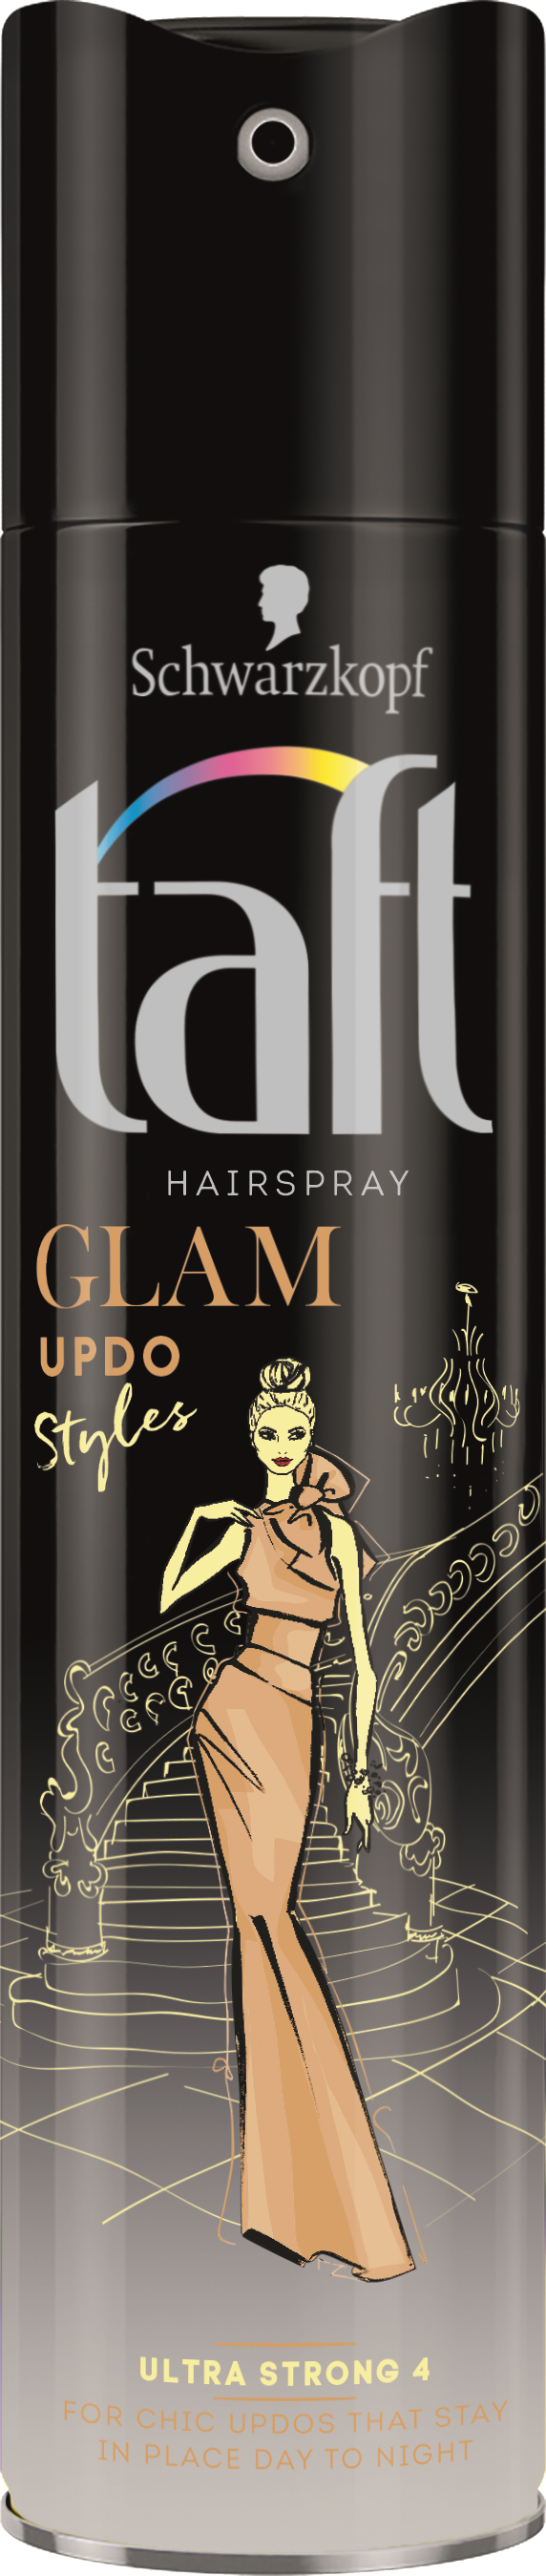 Schwarzkopf
taft
HAIRSPRAY
GLAM
UPDO
Styles
ULTRA STRONG 4
FOR CHIC UPDOS THAT STAY
IN PLACE DAY TO NIGHT